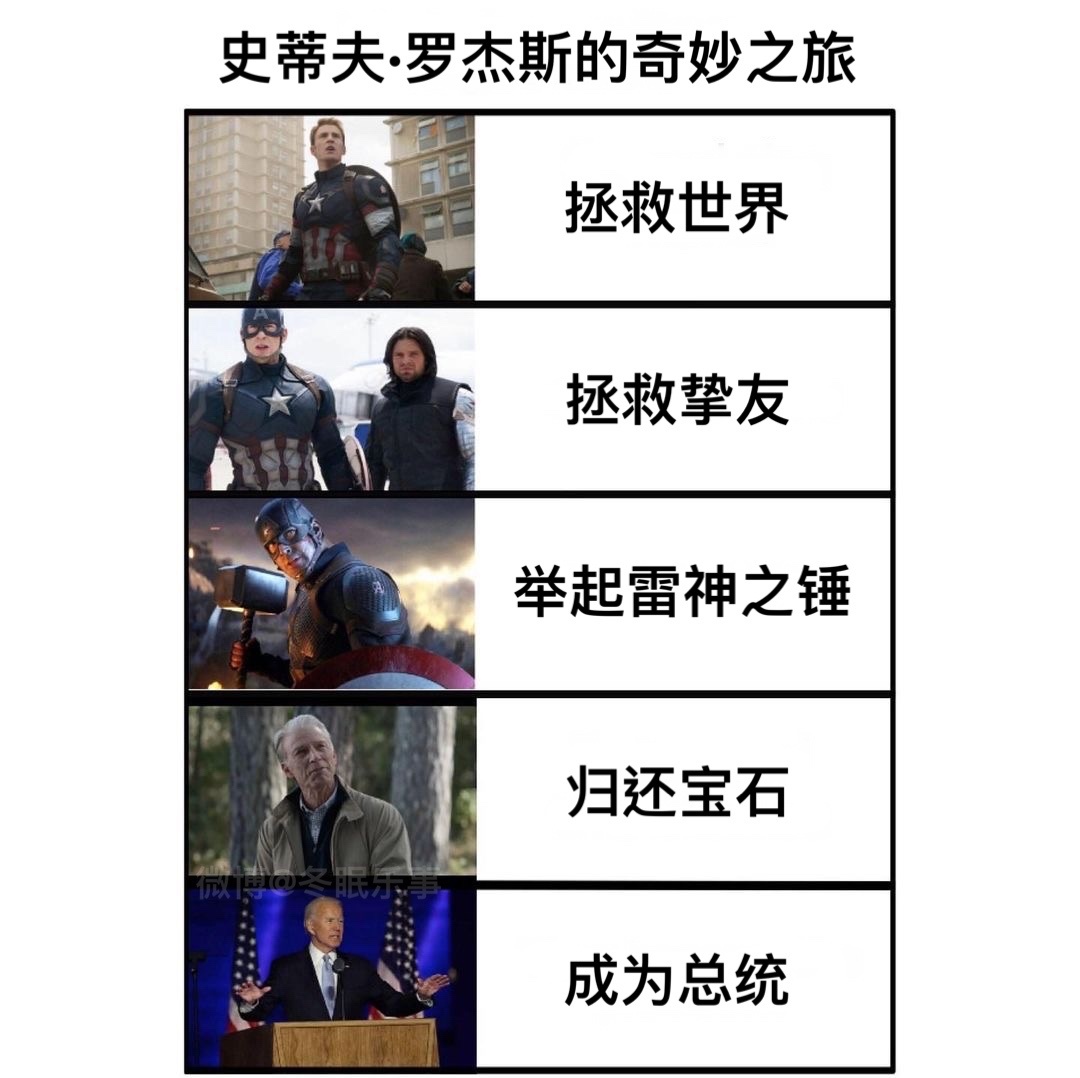 史蒂夫·罗杰斯的奇妙之旅
拯救世界
A
拯救挚友
举起雷神之锤
归还宝石
微博@冬眠乐事
成为总统